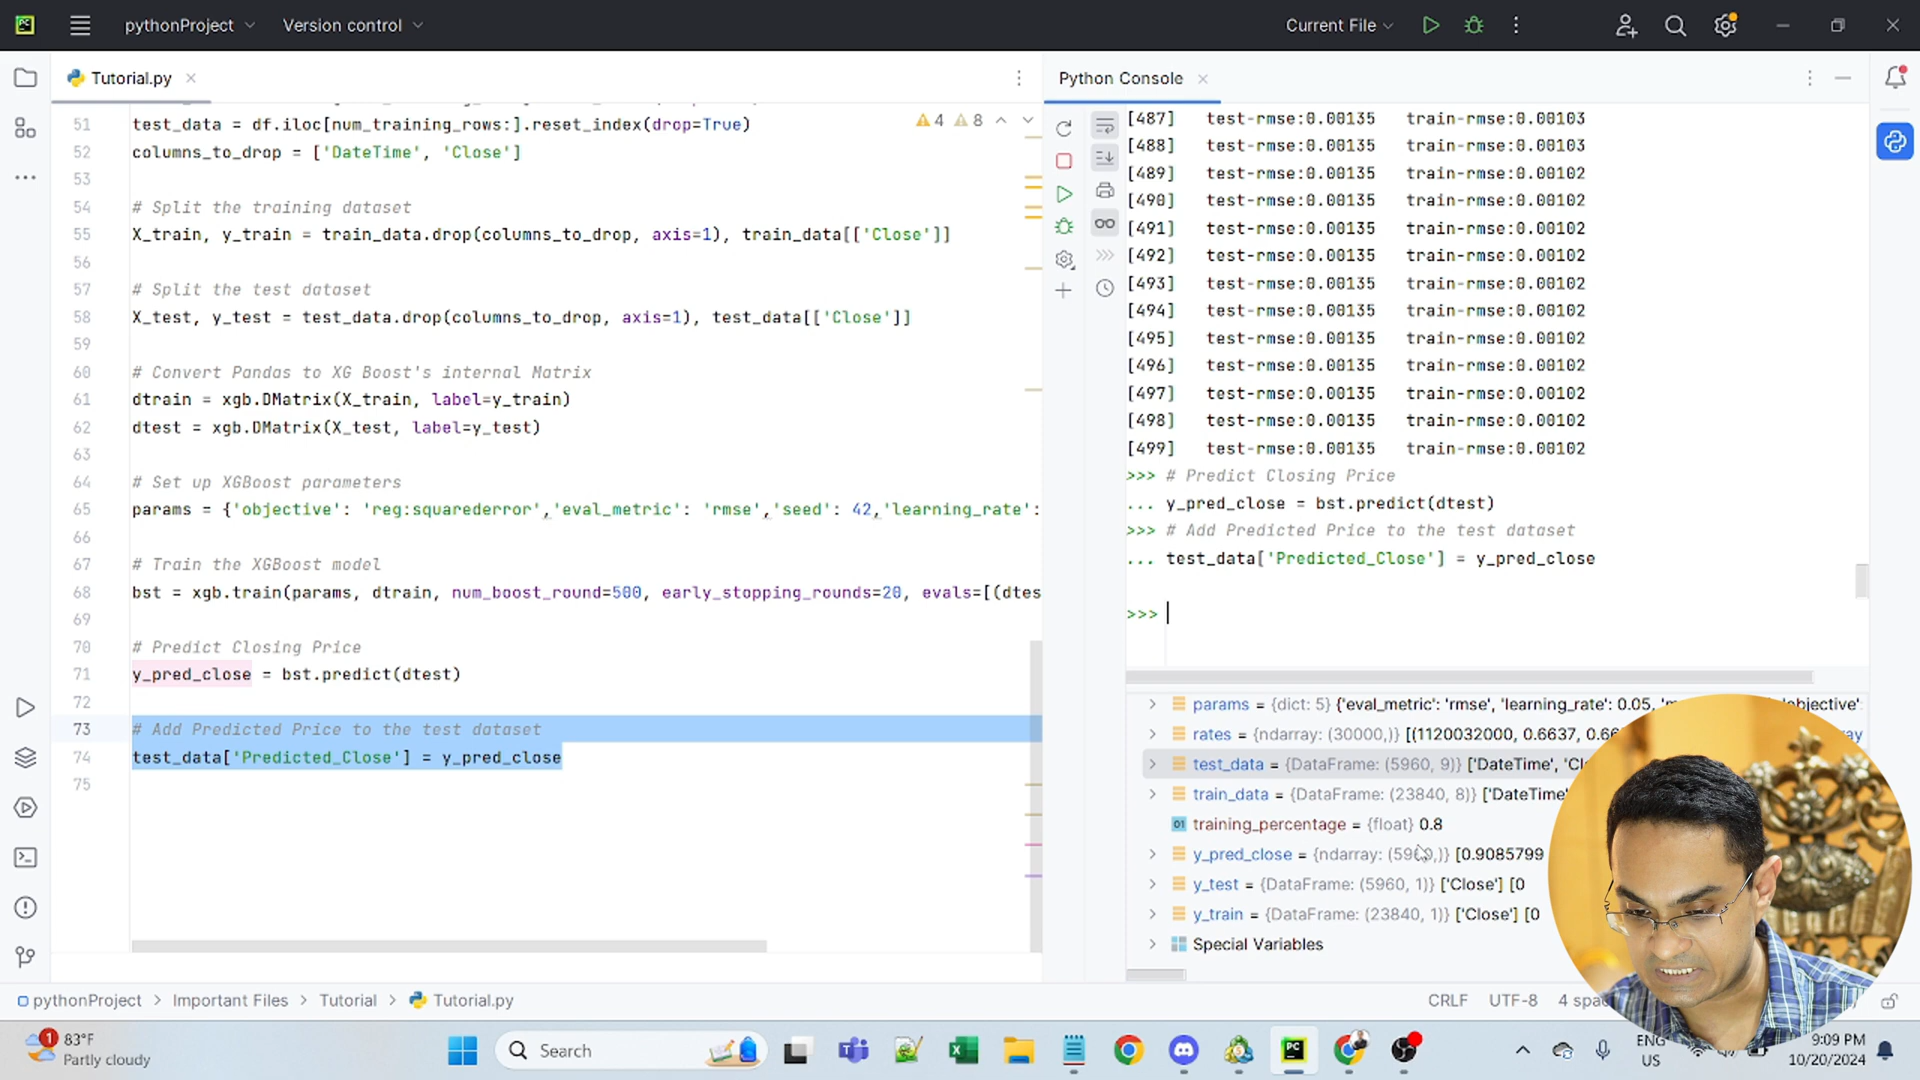 pythonProject
Version control
Current File
Tutorial.py
51 test_data = df.iloc[num_training_rows:].reset_index(drop=True)
4 8
52 columns_to_drop = ['DateTime', 'Close']
53
54 # Split the training dataset
55 X_train, y_train = train_data.drop(columns_to_drop, axis=1), train_data[['Close']]
56
57 # Split the test dataset
58 X_test, y_test = test_data.drop(columns_to_drop, axis=1), test_data[['Close']]
59
60 # Convert Pandas to XG Boost's internal Matrix
61 dtrain = xgb.DMatrix(X_train, label=y_train)
62 dtest = xgb.DMatrix(X_test, label=y_test)
63
64 # Set up XGBoost parameters
65 params = {'objective': 'reg:squarederror','eval_metric': 'rmse','seed': 42,'learning_rate':
66
67 # Train the XGBoost model
68 bst = xgb.train(params, dtrain, num_boost_round=500, early_stopping_rounds=20, evals=[(dtes
69
70 # Predict Closing Price
71 y_pred_close = bst.predict(dtest)
72
73 # Add Predicted Price to the test dataset
74 test_data['Predicted_Close'] = y_pred_close
75
Python Console
[487] test-rmse:0.00135 train-rmse:0.00103
[488] test-rmse:0.00135 train-rmse:0.00103
[489] test-rmse:0.00135 train-rmse:0.00102
[490] test-rmse:0.00135 train-rmse:0.00102
[491] test-rmse:0.00135 train-rmse:0.00102
[492] test-rmse:0.00135 train-rmse:0.00102
[493] test-rmse:0.00135 train-rmse:0.00102
[494] test-rmse:0.00135 train-rmse:0.00102
[495] test-rmse:0.00135 train-rmse:0.00102
[496] test-rmse:0.00135 train-rmse:0.00102
[497] test-rmse:0.00135 train-rmse:0.00102
[498] test-rmse:0.00135 train-rmse:0.00102
[499] test-rmse:0.00135 train-rmse:0.00102
>>> # Predict Closing Price
... y_pred_close = bst.predict(dtest)
>>> # Add Predicted Price to the test dataset
... test_data['Predicted_Close'] = y_pred_close
>>>
params = {dict: 5} {'eval_metric': 'rmse', 'learning_rate': 0.05,
rates = {ndarray: (30000,)} [(1120032000, 0.6637,
test_data = {DataFrame: (5960, 9)} ['DateTime',
train_data = {DataFrame: (23840, 8)} ['DateTime'
training_percentage = {float} 0.8
y_pred_close = {ndarray: (5960,)} [0.9085799
y_test = {DataFrame: (5960, 1)} ['Close'] [0
y_train = {DataFrame: (23840, 1)} ['Close'] [0
Special Variables
pythonProject > Important Files > Tutorial > Tutorial.py
CRLF UTF-8 4
1 83°F
Partly cloudy
Search
ENG
US
9:09 PM
10/20/2024